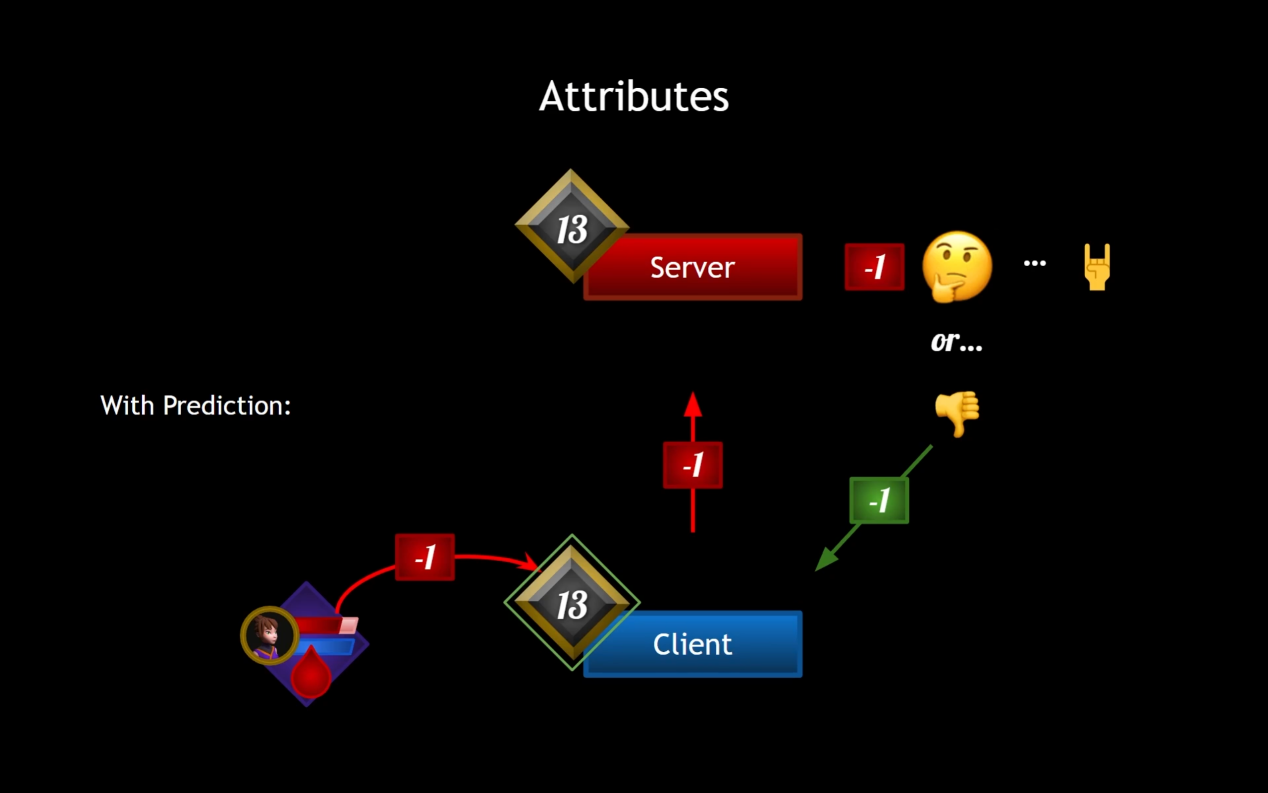 Attributes
13
Server
-1
...
or...
With Prediction:
-1
-1
-1
13
Client